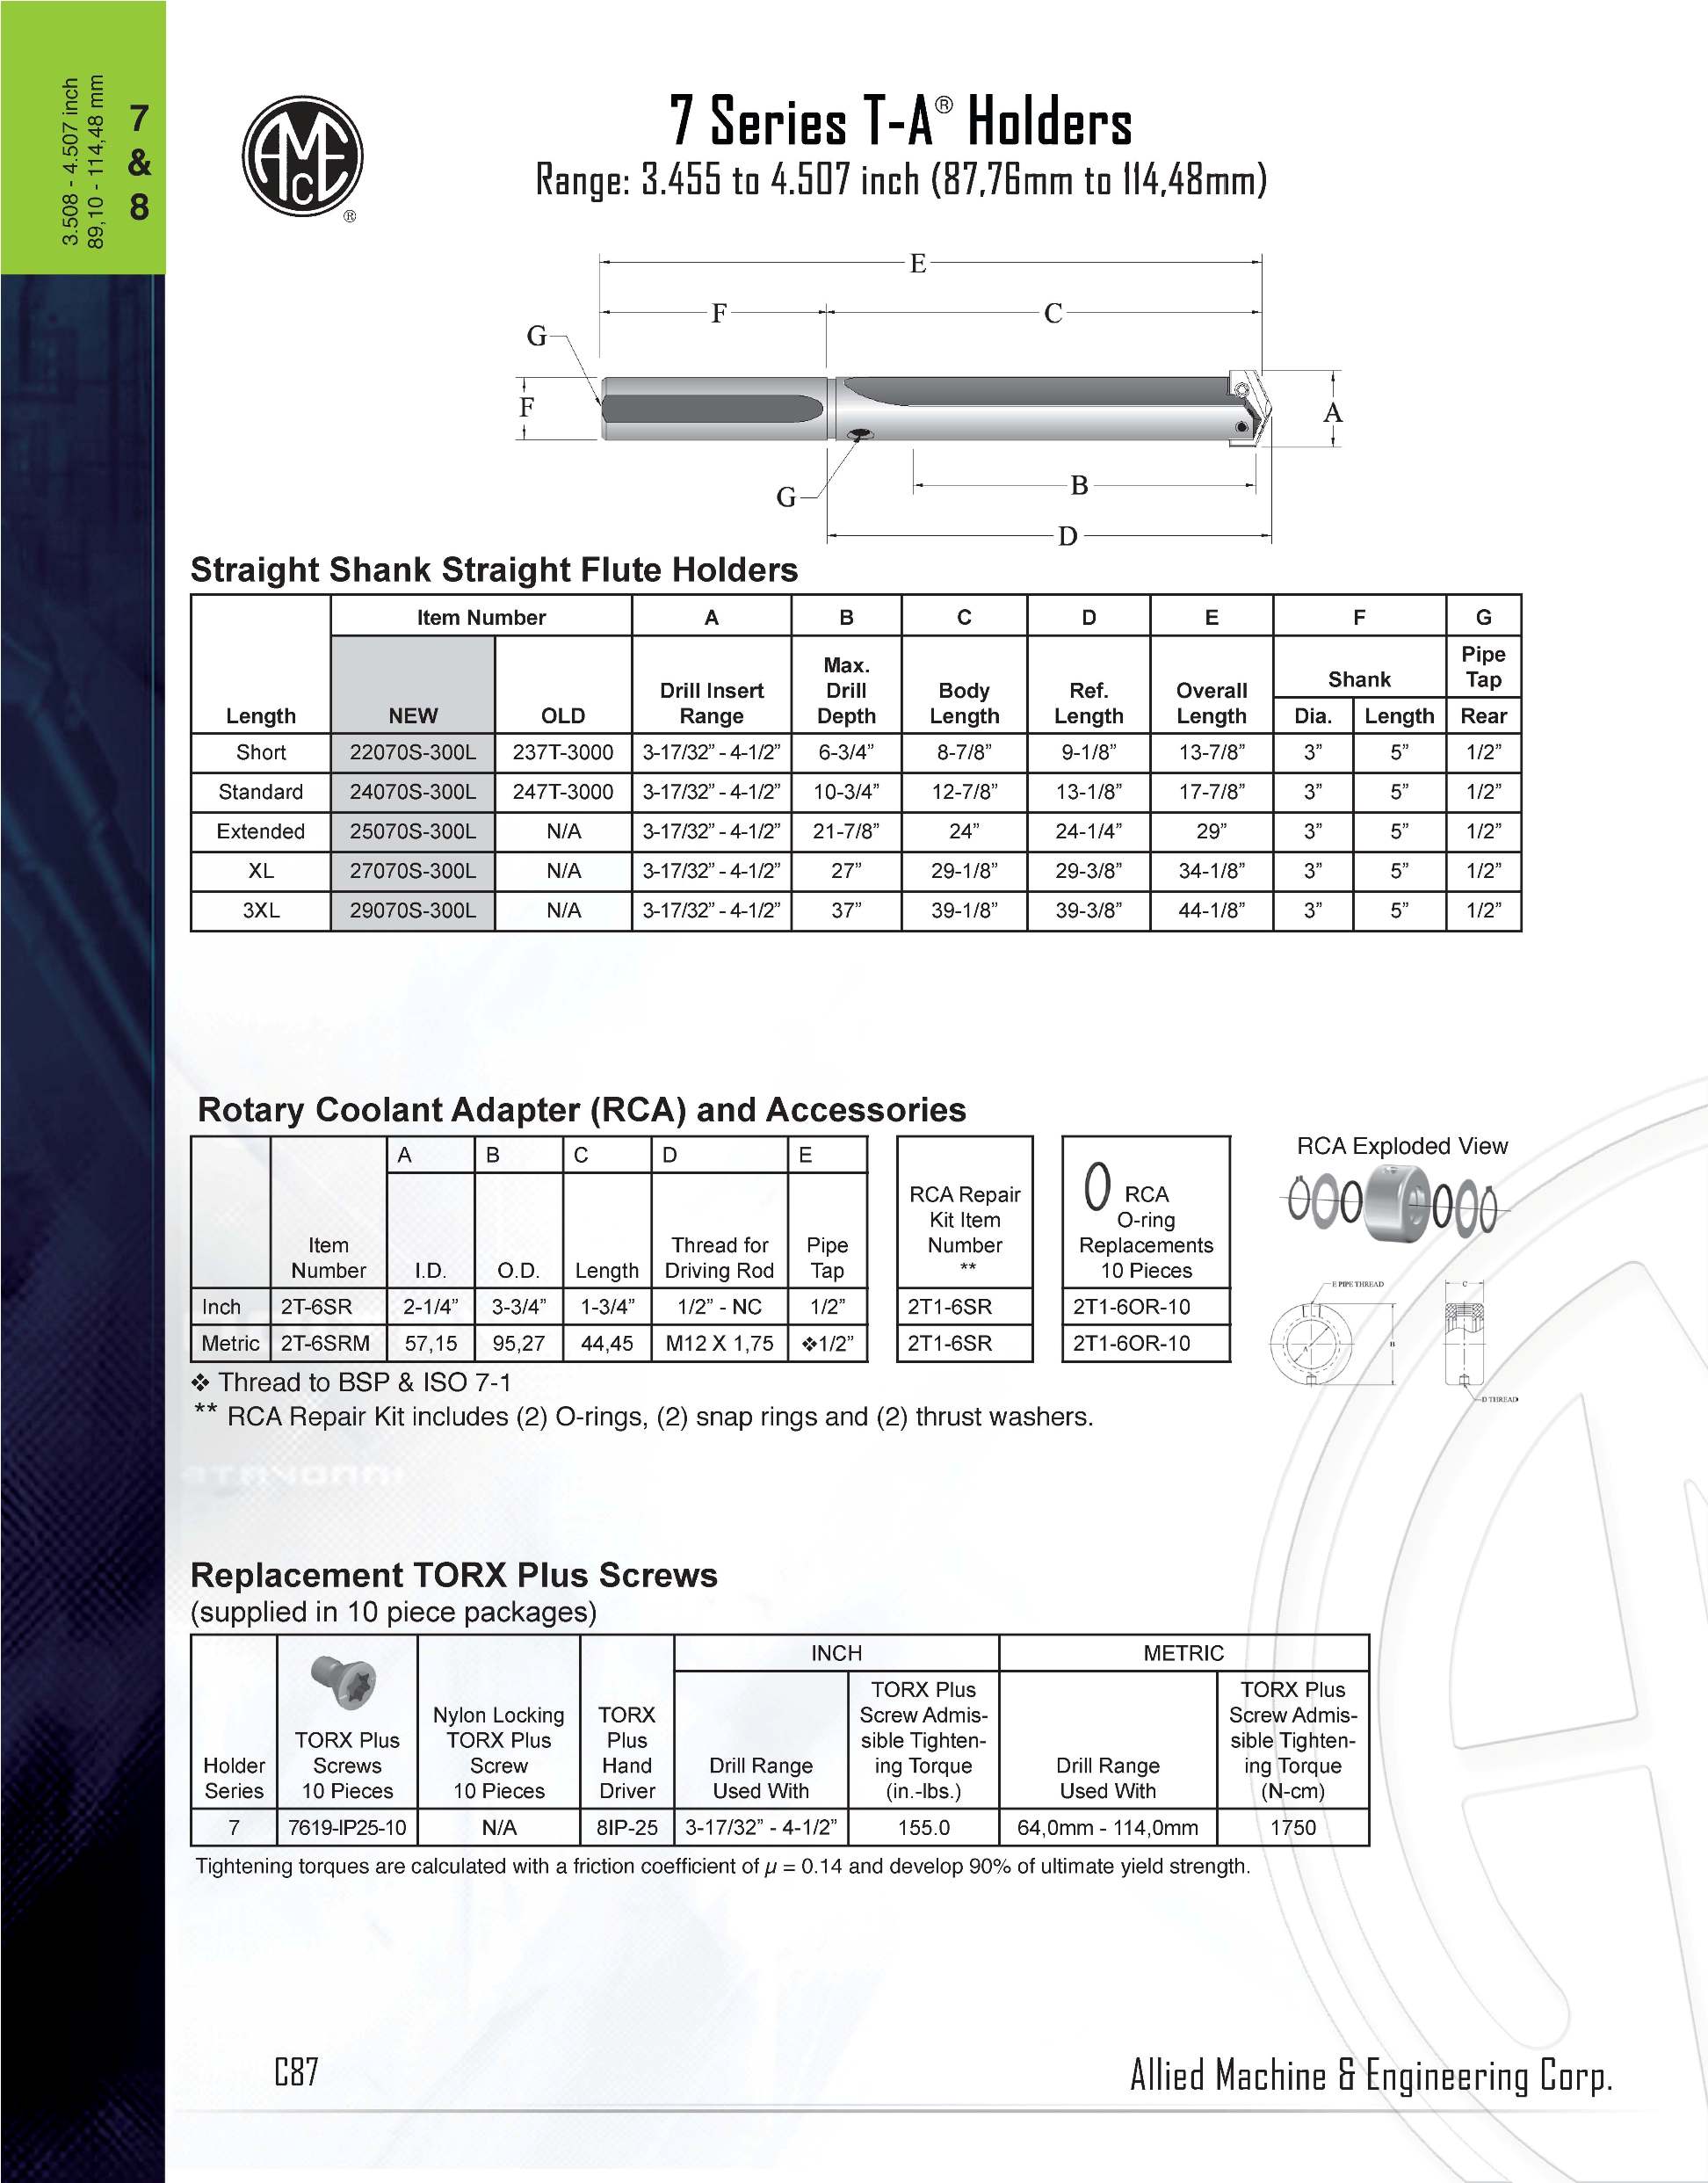 3.508 - 4.507 inch
89,10 - 114,48 mm
7
&
8
AMEC
®
7 Series T-A® Holders
Range: 3.455 to 4.507 inch (87,76mm to 114,48mm)
E
F
C
G
F
A
G
B
D
Straight Shank Straight Flute Holders
Item Number A B C D E F G
Length NEW OLD Drill Insert Range Max. Drill Depth Body Length Ref. Length Overall Length Shank Dia. Length Pipe Tap Rear
Short 22070S-300L 237T-3000 3-17/32” - 4-1/2” 6-3/4” 8-7/8” 9-1/8” 13-7/8” 3” 5” 1/2”
Standard 24070S-300L 247T-3000 3-17/32” - 4-1/2” 10-3/4” 12-7/8” 13-1/8” 17-7/8” 3” 5” 1/2”
Extended 25070S-300L N/A 3-17/32” - 4-1/2” 21-7/8” 24” 24-1/4” 29” 3” 5” 1/2”
XL 27070S-300L N/A 3-17/32” - 4-1/2” 27” 29-1/8” 29-3/8” 34-1/8” 3” 5” 1/2”
3XL 29070S-300L N/A 3-17/32” - 4-1/2” 37” 39-1/8” 39-3/8” 44-1/8” 3” 5” 1/2”
Rotary Coolant Adapter (RCA) and Accessories
A B C D E
Item Number I.D. O.D. Length Thread for Driving Rod Pipe Tap RCA Repair Kit Item Number ** RCA O-ring Replacements 10 Pieces
Inch 2T-6SR 2-1/4” 3-3/4” 1-3/4” 1/2” - NC 1/2” 2T1-6SR 2T1-6OR-10
Metric 2T-6SRM 57,15 95,27 44,45 M12 X 1,75 ❖1/2” 2T1-6SR 2T1-6OR-10
RCA Exploded View
E PIPE THREAD
C
A
B
D THREAD
❖ Thread to BSP & ISO 7-1
** RCA Repair Kit includes (2) O-rings, (2) snap rings and (2) thrust washers.
Replacement TORX Plus Screws
(supplied in 10 piece packages)
INCH METRIC
Holder Series TORX Plus Screws 10 Pieces Nylon Locking TORX Plus Screw 10 Pieces TORX Plus Hand Driver Drill Range Used With TORX Plus Screw Admis-sible Tighten-ing Torque (in.-lbs.) Drill Range Used With TORX Plus Screw Admis-sible Tighten-ing Torque (N-cm)
7 7619-IP25-10 N/A 8IP-25 3-17/32” - 4-1/2” 155.0 64,0mm - 114,0mm 1750
Tightening torques are calculated with a friction coefficient of µ = 0.14 and develop 90% of ultimate yield strength.
C87
Allied Machine & Engineering Corp.